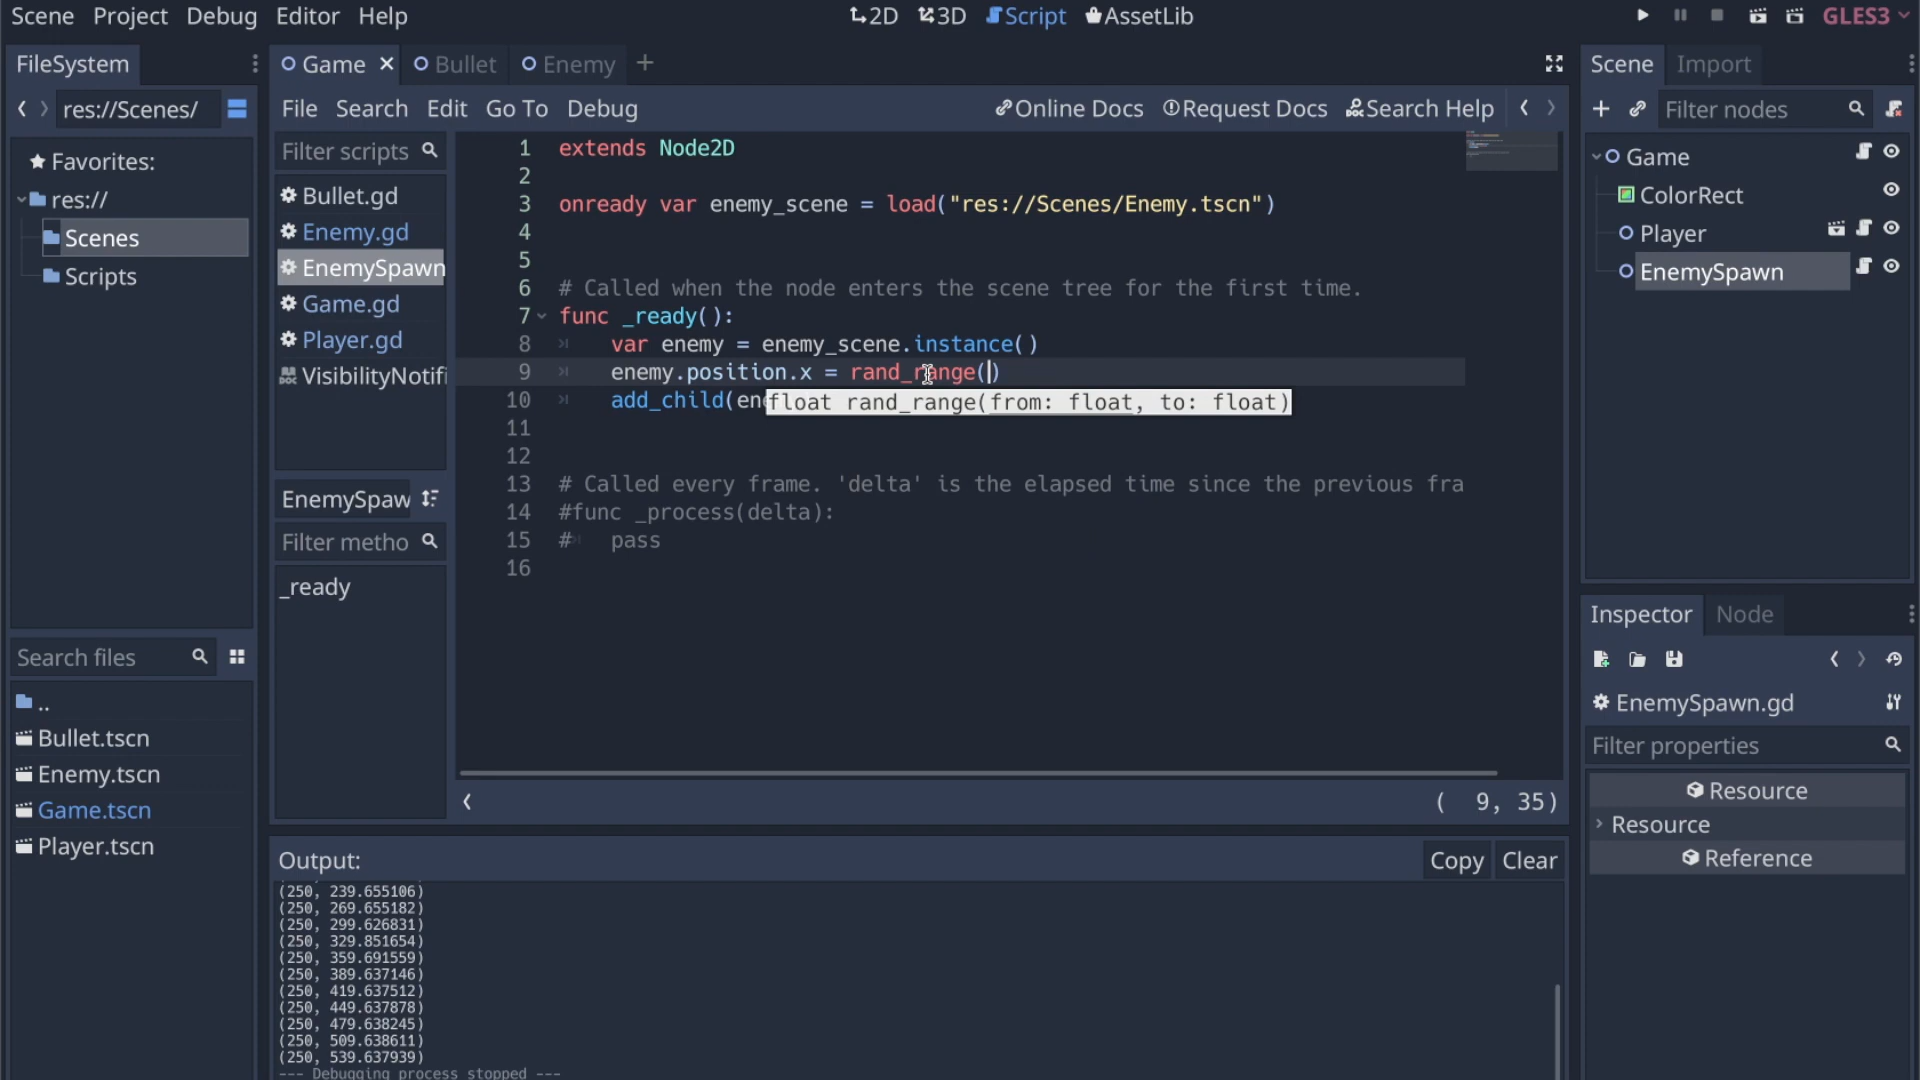 Scene Project Debug Editor Help
2D 3D Script AssetLib
GLES3
FileSystem
res://Scenes/
Favorites:
res://
Scenes
Scripts
Search files
..
Bullet.tscn
Enemy.tscn
Game.tscn
Player.tscn
Game Bullet Enemy
File Search Edit Go To Debug
Online Docs Request Docs Search Help
Filter scripts
Bullet.gd
Enemy.gd
EnemySpawn
Game.gd
Player.gd
VisibilityNotif
EnemySpaw
Filter metho
_ready
1 extends Node2D
2
3 onready var enemy_scene = load("res://Scenes/Enemy.tscn")
4
5
6 # Called when the node enters the scene tree for the first time.
7 func _ready():
8 var enemy = enemy_scene.instance()
9 enemy.position.x = rand_range()
10 add_child(ene
float rand_range(from: float, to: float)
11
12
13 # Called every frame. 'delta' is the elapsed time since the previous fra
14 #func _process(delta):
15 # pass
16
( 9, 35)
Output:
Copy Clear
(250, 239.655106)
(250, 269.655182)
(250, 299.626831)
(250, 329.851654)
(250, 359.691559)
(250, 389.637146)
(250, 419.637512)
(250, 449.637878)
(250, 479.638245)
(250, 509.638611)
(250, 539.637939)
--- Debugging process stopped ---
Scene Import
Filter nodes
Game
ColorRect
Player
EnemySpawn
Inspector Node
EnemySpawn.gd
Filter properties
Resource
Resource
Reference